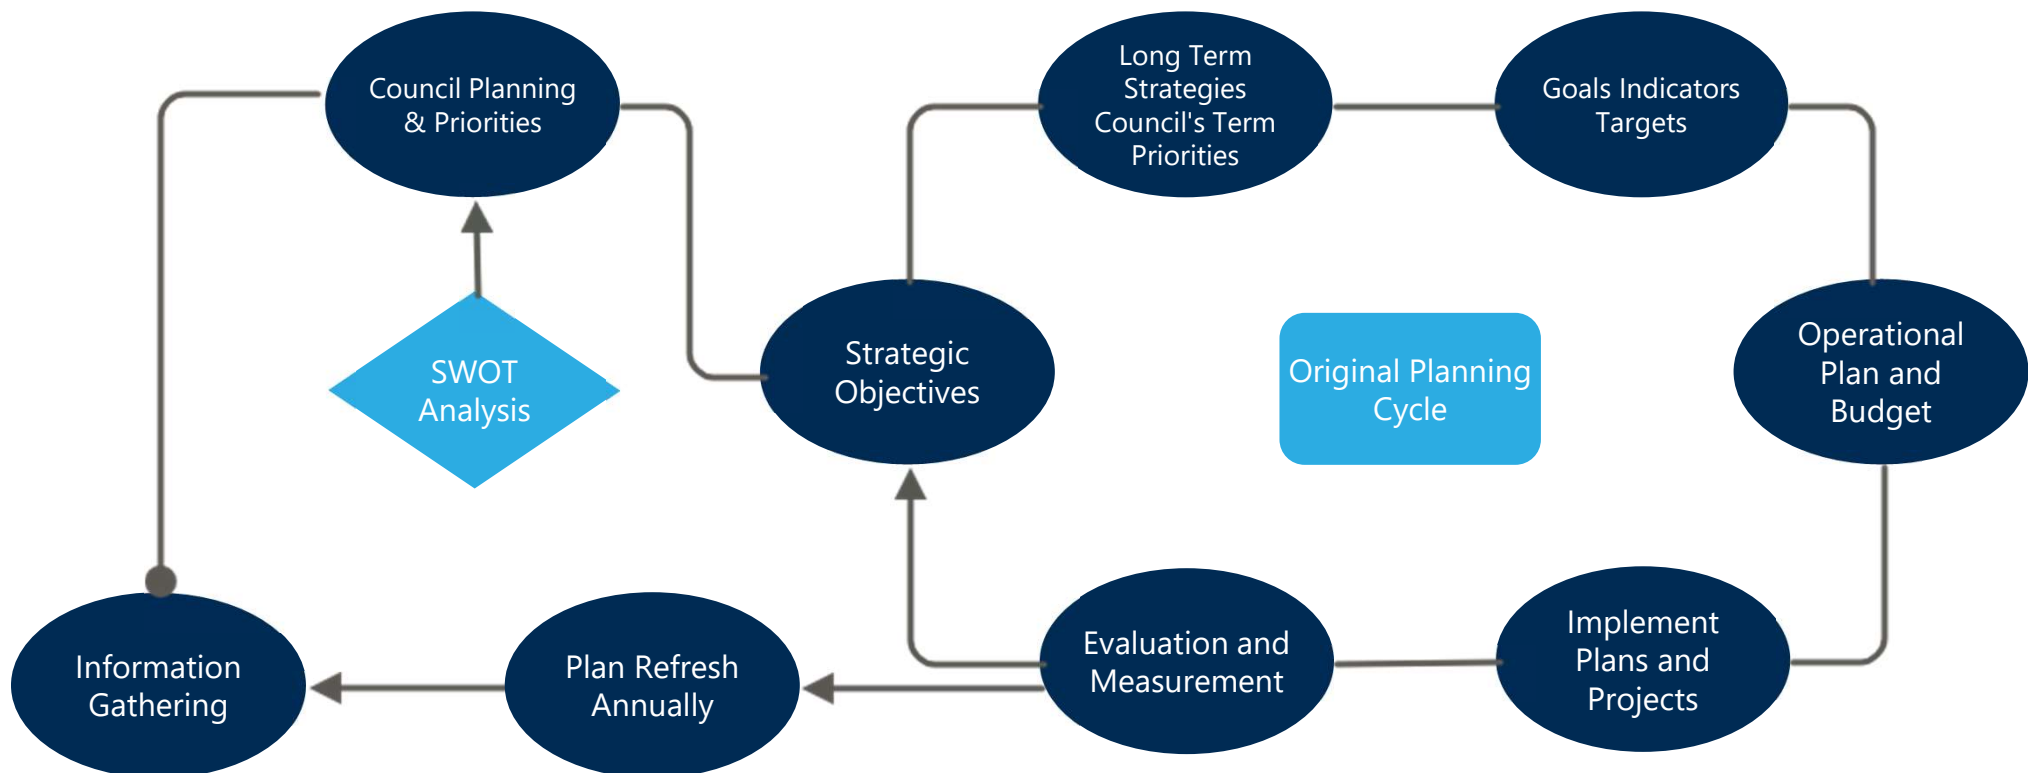 Council Planning
& Priorities
Long Term
Strategies
Council's Term
Priorities
Goals Indicators
Targets
SWOT
Analysis
Strategic
Objectives
Original Planning
Cycle
Operational
Plan and
Budget
Information
Gathering
Plan Refresh
Annually
Evaluation and
Measurement
Implement
Plans and
Projects